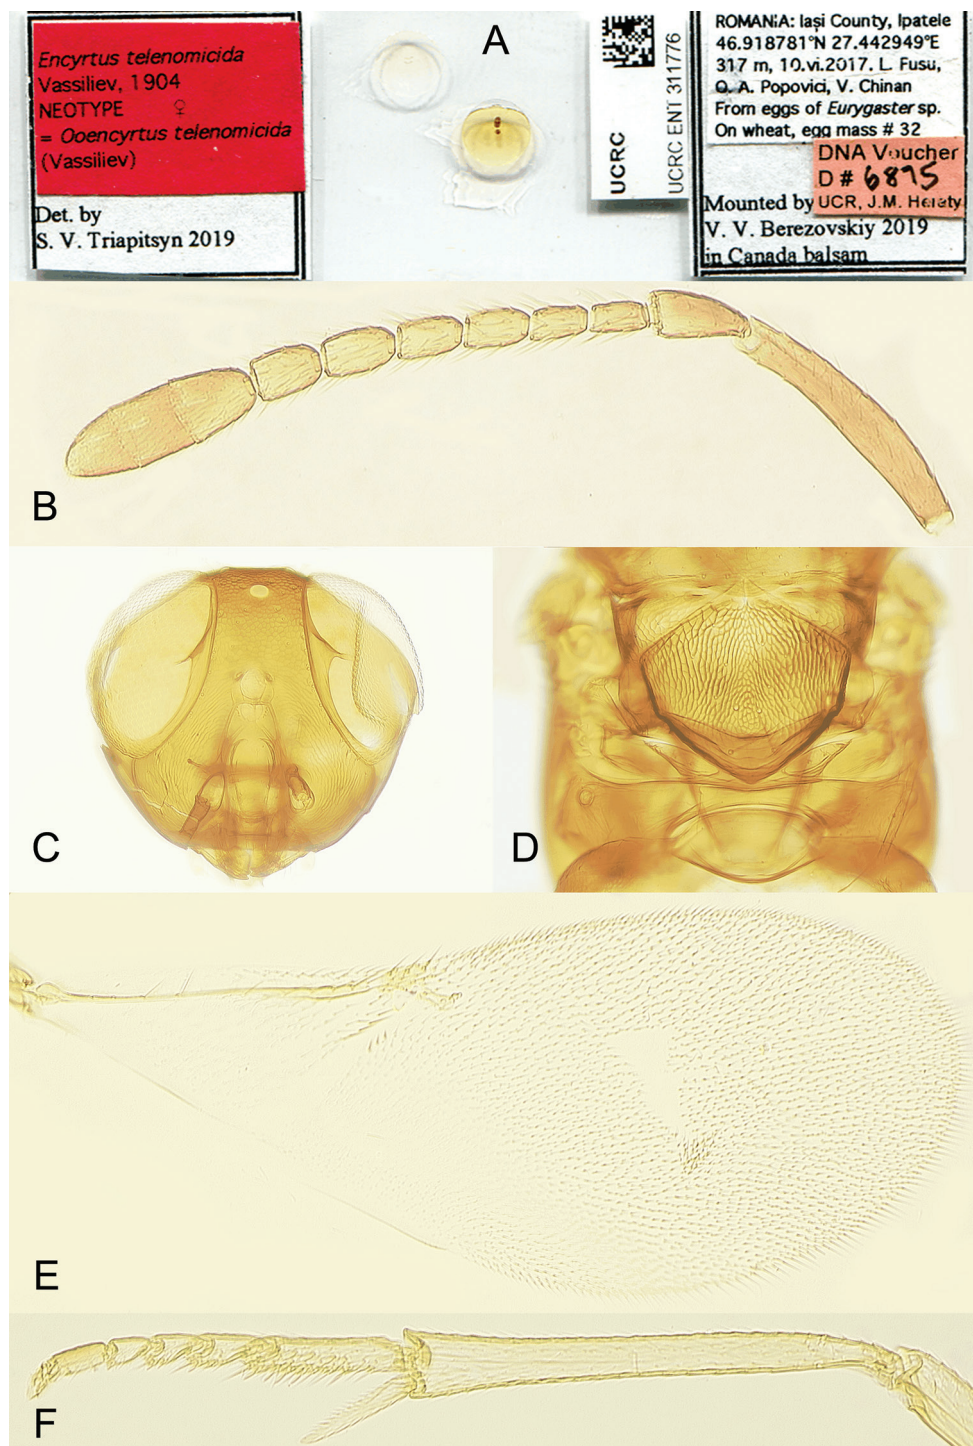 Encyrtus telenomicida
Vassiliev, 1904
NEOTYPE ♀
= Ooencyrtus telenomicida
(Vassiliev)
Det. by
S. V. Triapitsyn 2019
A
UCRC
UCRC ENT 311776
ROMANIA: Iași County, Ipatele
46.918781°N 27.442949°E
317 m, 10.vi.2017. L. Fusu,
O. A. Popovici, V. Chinan
From eggs of Eurygaster sp.
On wheat, egg mass # 32
DNA Voucher
D # 6895
UCR, J.M. Heraty
Mounted by
V. V. Berezovskiy 2019
in Canada balsam
B
C
D
E
F